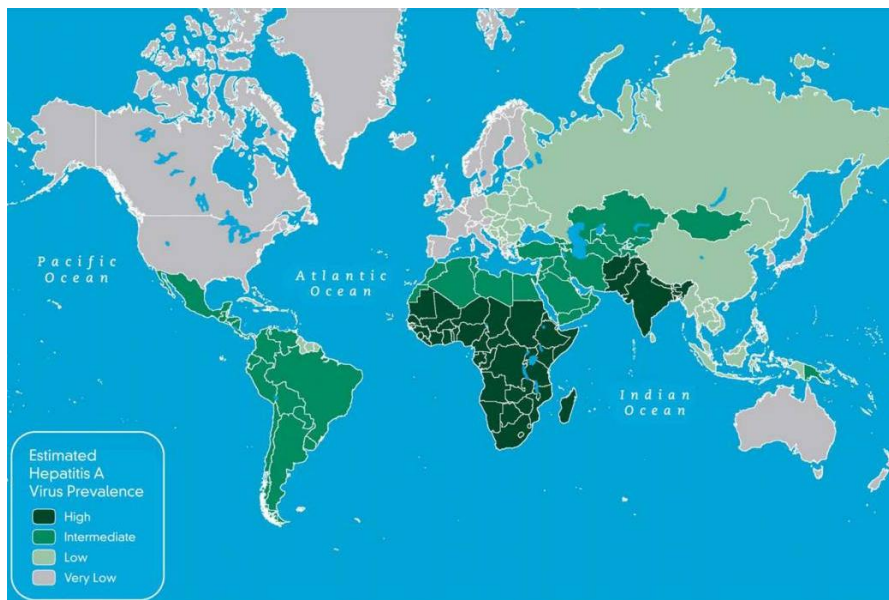 Pacific
Ocean
Atlantic
Ocean
Indian
Ocean
Estimated
Hepatitis A
Virus Prevalence
High
Intermediate
Low
Very Low